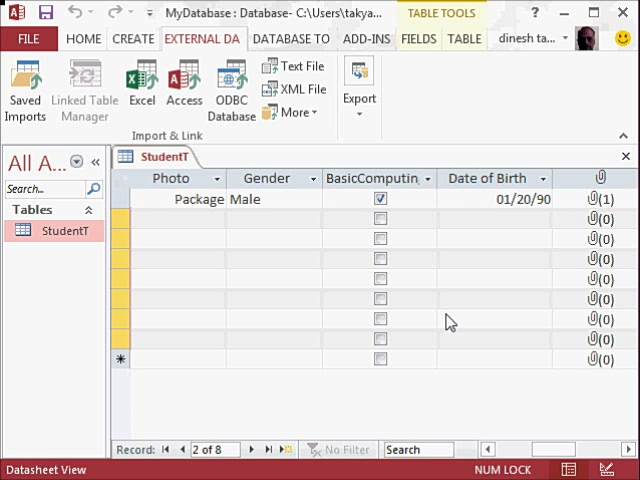 MyDatabase : Database- C:\Users\takya...
TABLE TOOLS
FILE HOME CREATE EXTERNAL DA DATABASE TO ADD-INS FIELDS TABLE dinesh ta...
Saved Imports
Linked Table Manager
Excel
Access
ODBC Database
Text File
XML File
More
Export
Import & Link
All A...
Search...
Tables
StudentT
StudentT
Photo Gender BasicComputin Date of Birth
Package Male 01/20/90 (1)
(0)
(0)
(0)
(0)
(0)
(0)
(0)
(0)
Record: 2 of 8 No Filter Search
Datasheet View NUM LOCK